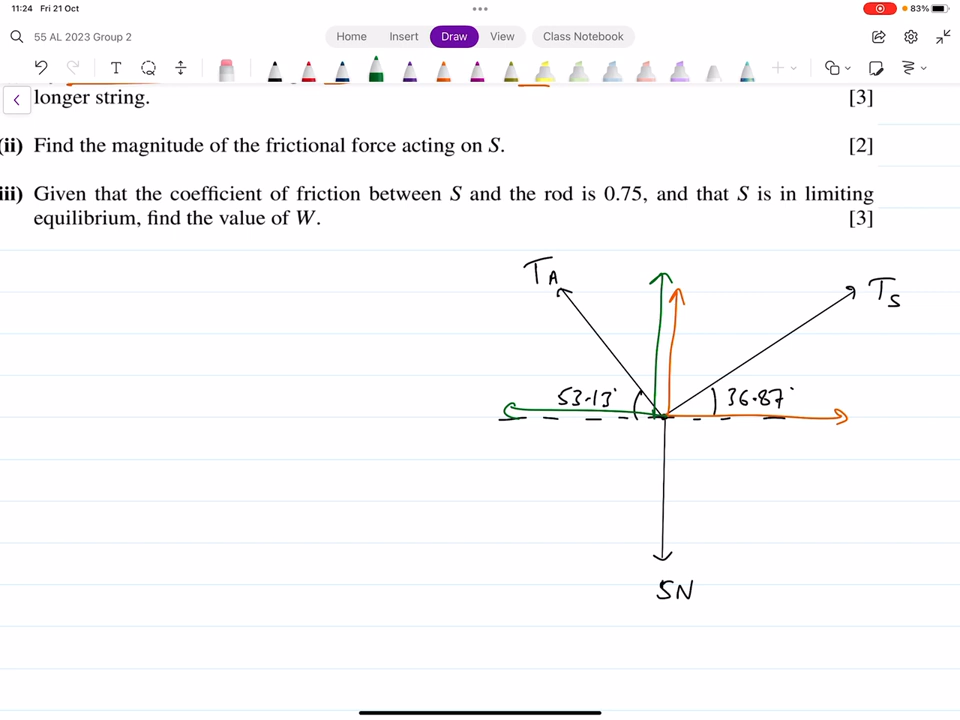 11:24 Fri 21 Oct
83%
55 AL 2023 Group 2
Home Insert Draw View Class Notebook
longer string. [3]
(ii) Find the magnitude of the frictional force acting on S. [2]
iii) Given that the coefficient of friction between S and the rod is 0.75, and that S is in limiting
equilibrium, find the value of W. [3]
TA
TS
53.13°
36.87°
5N